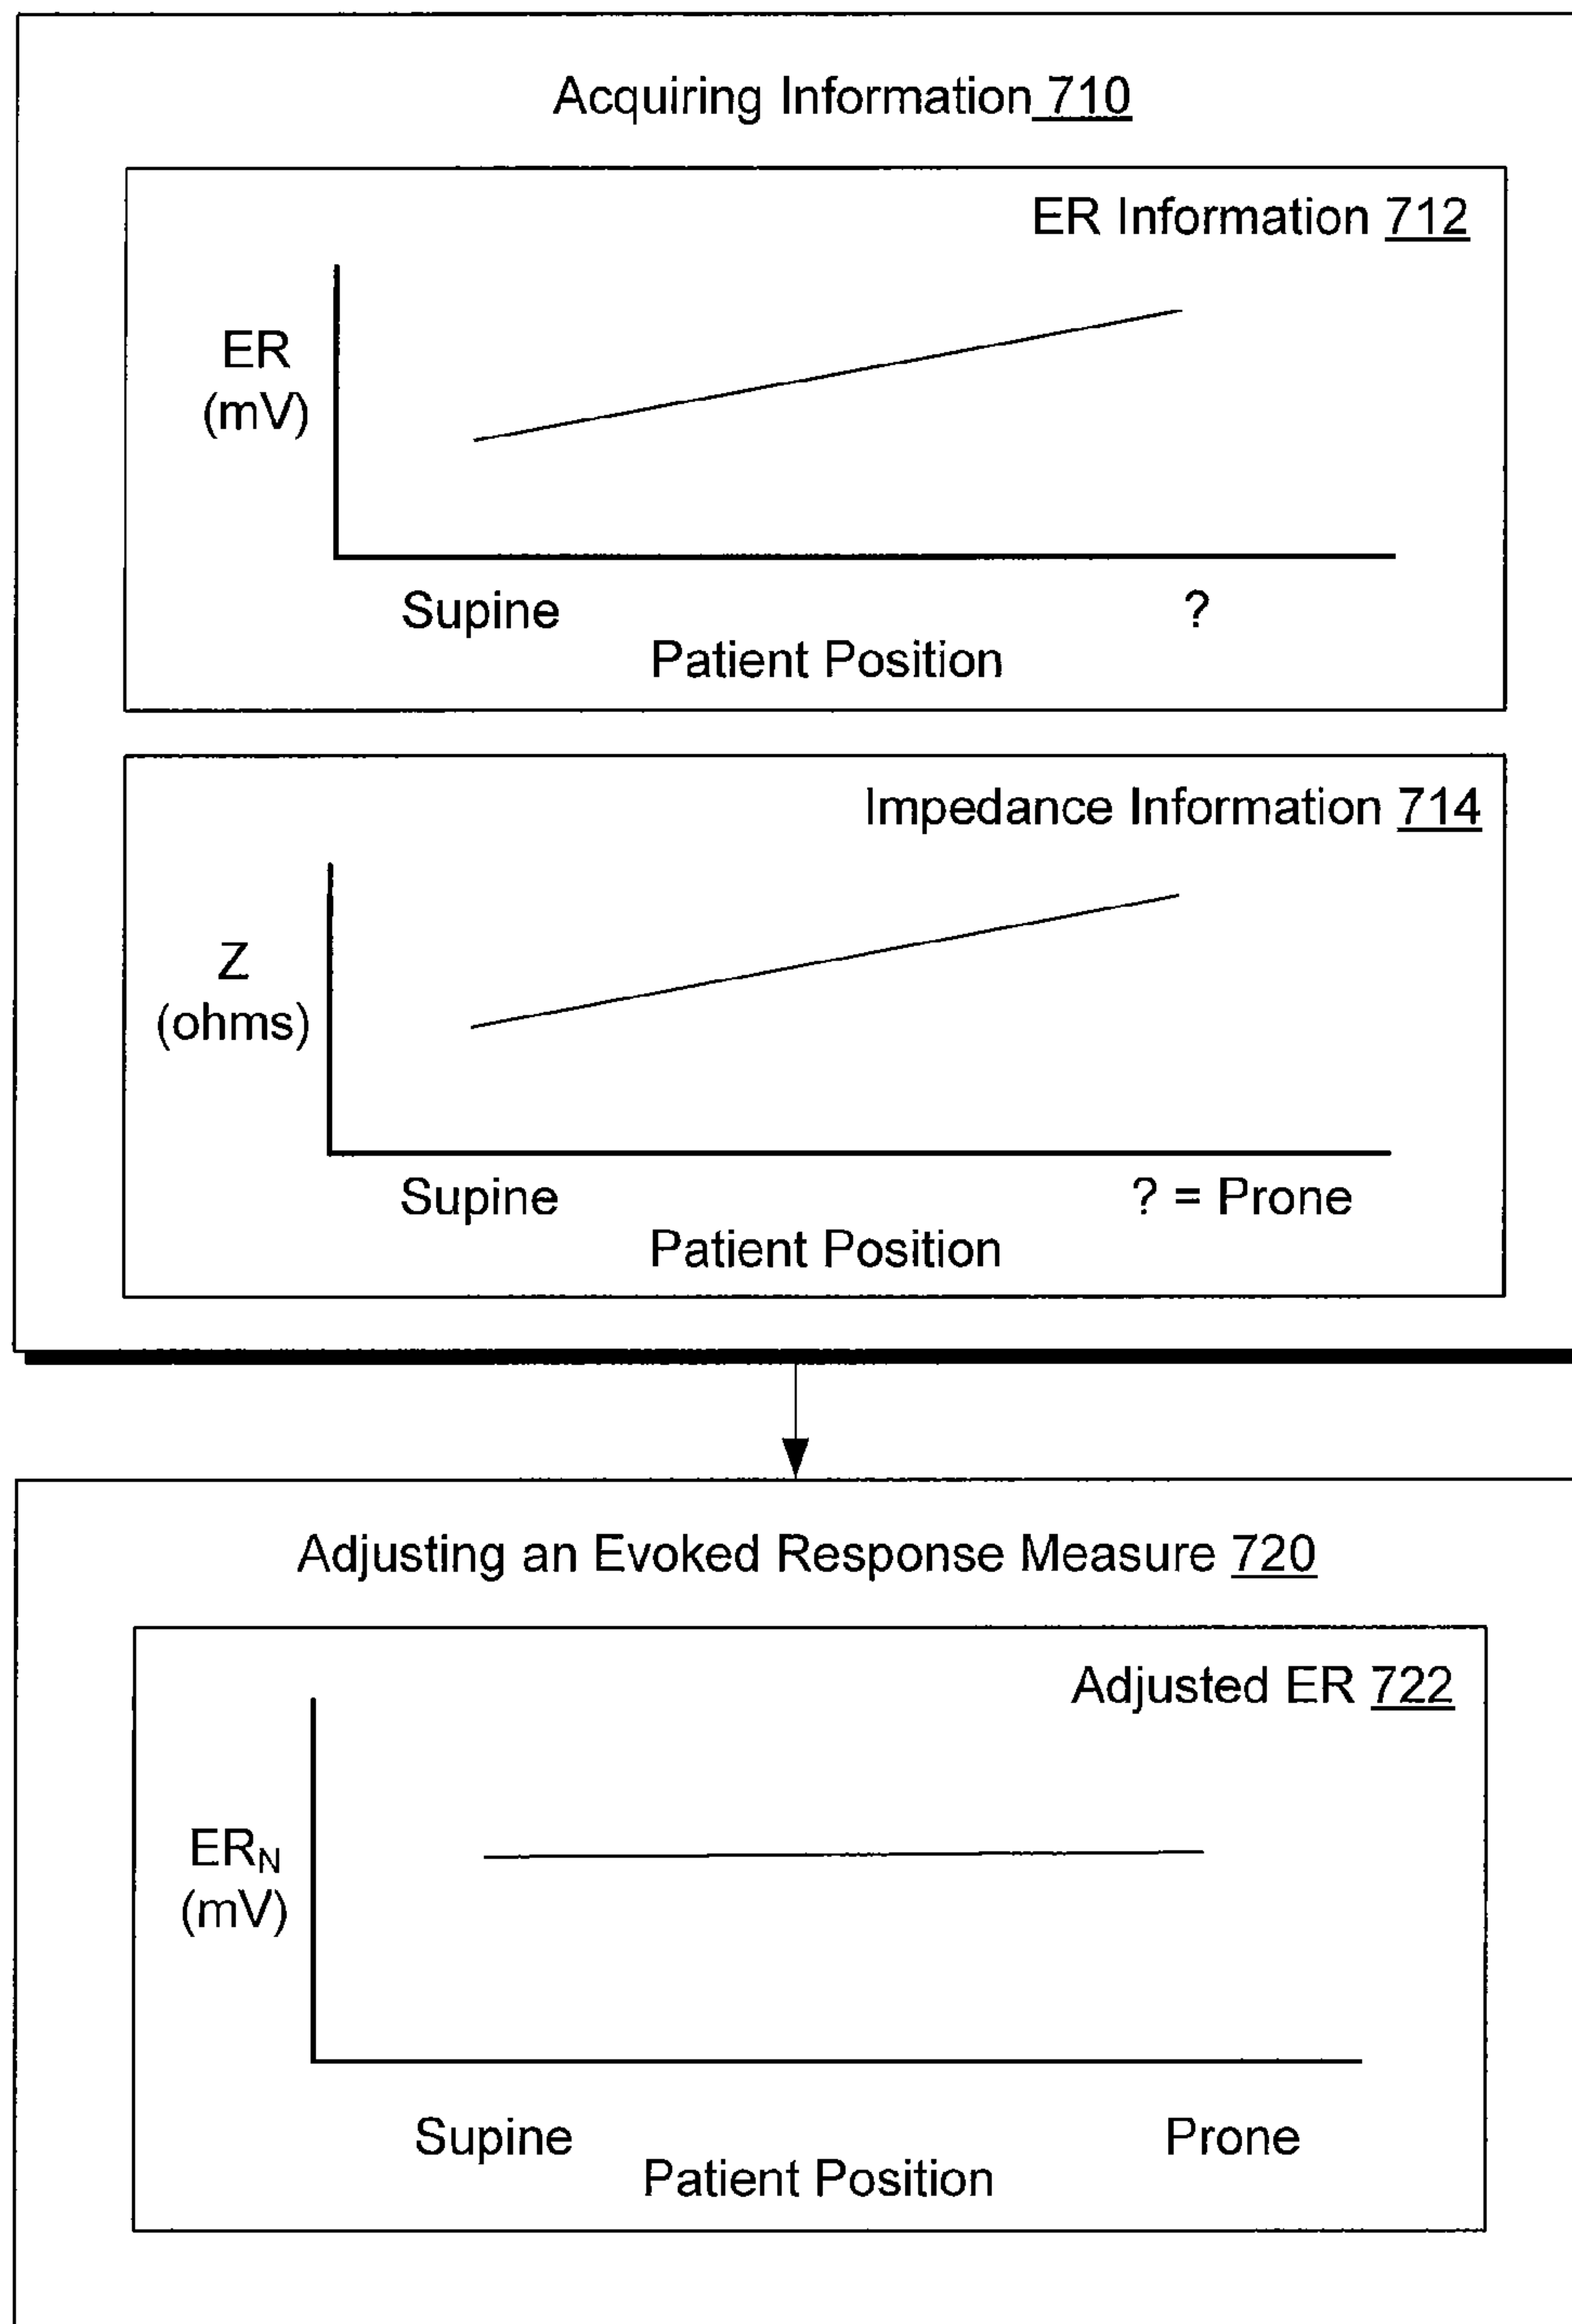 Acquiring Information 710
ER Information 712
ER
(mV)
Supine ?
Patient Position
Impedance Information 714
Z
(ohms)
Supine ? = Prone
Patient Position
Adjusting an Evoked Response Measure 720
Adjusted ER 722
ERN
(mV)
Supine Prone
Patient Position